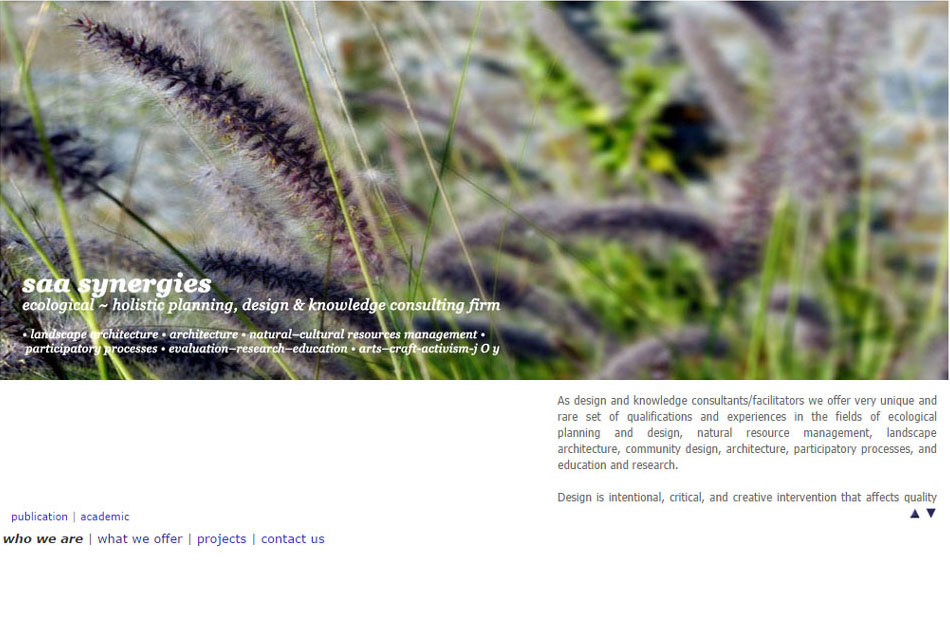 saa synergies
ecological ~ holistic planning, design & knowledge consulting firm
• landscape architecture • architecture • natural–cultural resources management •
participatory processes • evaluation–research–education • arts–craft-activism-j O y
As design and knowledge consultants/facilitators we offer very unique and
rare set of qualifications and experiences in the fields of ecological
planning and design, natural resource management, landscape
architecture, community design, architecture, participatory processes, and
education and research.
Design is intentional, critical, and creative intervention that affects quality
publication | academic
who we are | what we offer | projects | contact us